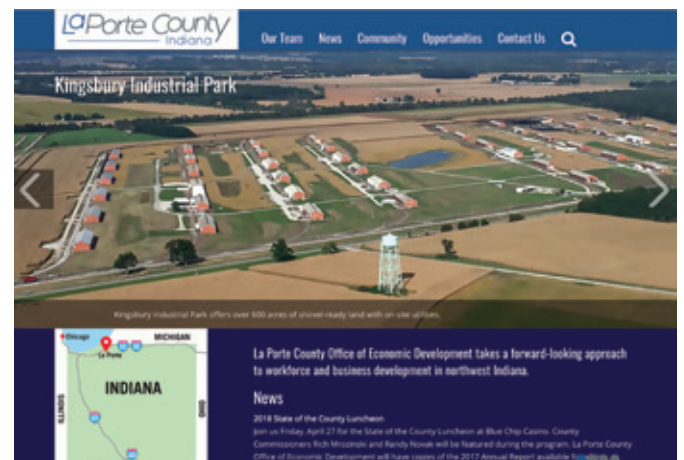 LaPorte County
Indiana
Our Team News Community Opportunities Contact Us
Kingsbury Industrial Park
Kingsbury Industrial Park offers over 600 acres of shovel-ready land with on-site utilities.
Chicago
MICHIGAN
La Porte
INDIANA
ILLINOIS
OHIO
La Porte County Office of Economic Development takes a forward-looking approach
to workforce and business development in northwest Indiana.
News
2018 State of the County Luncheon
Join us Friday, April 27 for the State of the County Luncheon at Blue Chip Casino. County
Commissioners Rich Mrozinski and Randy Novak will be featured during the program. La Porte County
Office of Economic Development will have copies of the 2017 Annual Report available